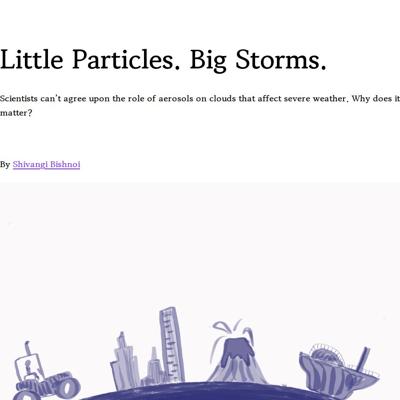 Little Particles. Big Storms.
Scientists can't agree upon the role of aerosols on clouds that affect severe weather. Why does it
matter?
By Shivangi Bishnoi